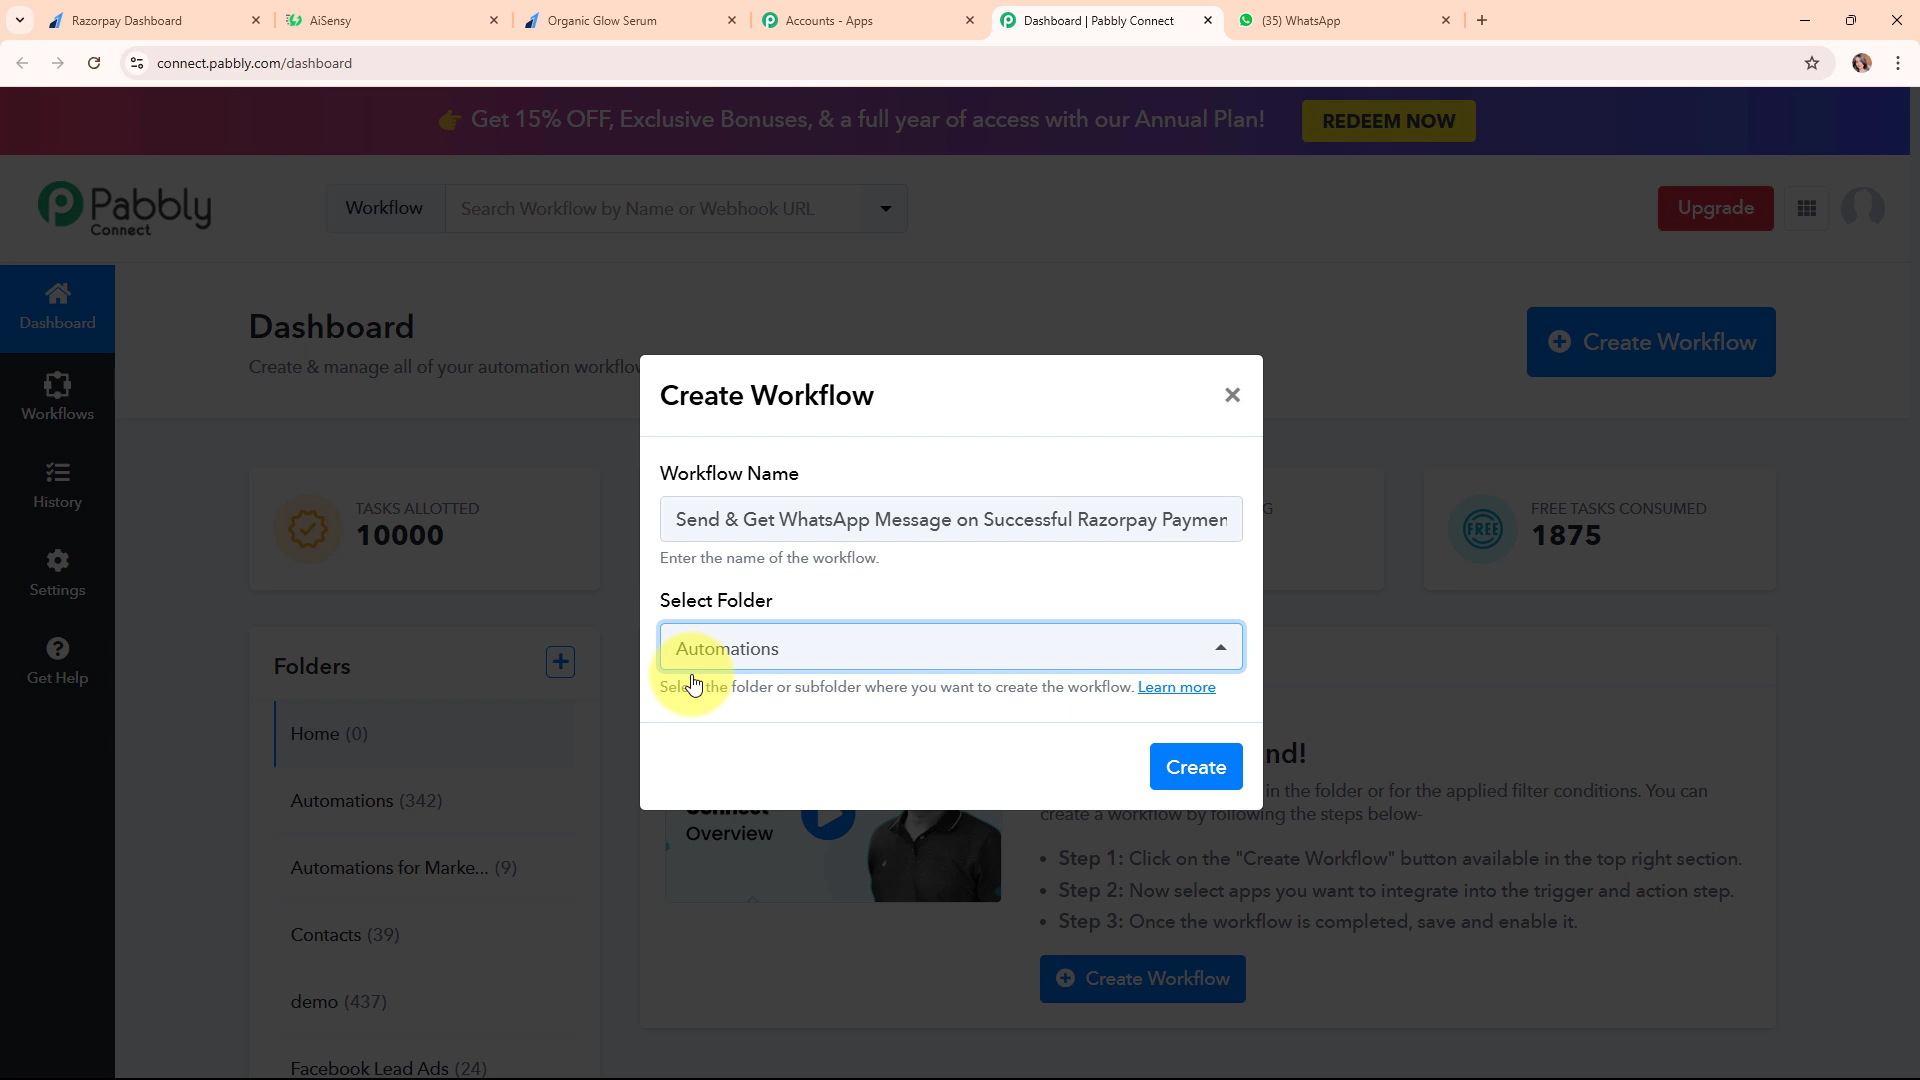 Razorpay Dashboard
AiSensy
Organic Glow Serum
Accounts - Apps
Dashboard | Pabbly Connect
(35) WhatsApp
connect.pabbly.com/dashboard
👉 Get 15% OFF, Exclusive Bonuses, & a full year of access with our Annual Plan!
REDEEM NOW
Pabbly
Connect
Workflow
Search Workflow by Name or Webhook URL
Upgrade
Dashboard
Workflows
History
Settings
Get Help
Dashboard
Create & manage all of your automation workflo
Create Workflow
TASKS ALLOTTED
10000
G
FREE TASKS CONSUMED
FREE
1875
Folders
Home (0)
Automations (342)
Automations for Marke... (9)
Contacts (39)
demo (437)
Facebook Lead Ads (24)
Create Workflow
Workflow Name
Send & Get WhatsApp Message on Successful Razorpay Paymen
Enter the name of the workflow.
Select Folder
Automations
Select the folder or subfolder where you want to create the workflow. Learn more
Create
Connect
Overview
nd!
in the folder or for the applied filter conditions. You can
create a workflow by following the steps below-
• Step 1: Click on the "Create Workflow" button available in the top right section.
• Step 2: Now select apps you want to integrate into the trigger and action step.
• Step 3: Once the workflow is completed, save and enable it.
Create Workflow